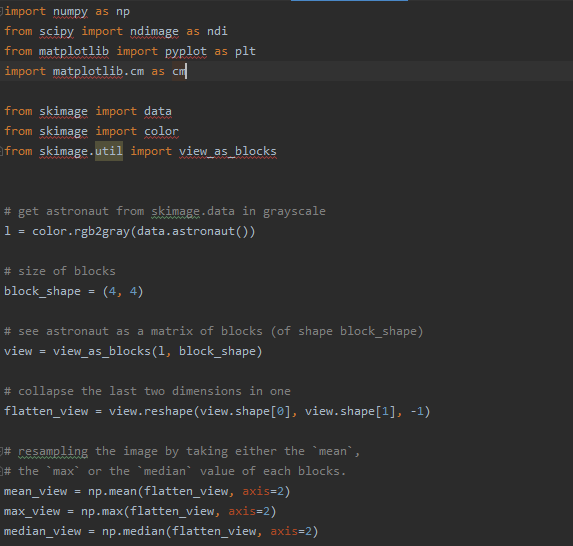 import numpy as np
from scipy import ndimage as ndi
from matplotlib import pyplot as plt
import matplotlib.cm as cm
from skimage import data
from skimage import color
from skimage.util import view_as_blocks
# get astronaut from skimage.data in grayscale
l = color.rgb2gray(data.astronaut())
# size of blocks
block_shape = (4, 4)
# see astronaut as a matrix of blocks (of shape block_shape)
view = view_as_blocks(l, block_shape)
# collapse the last two dimensions in one
flatten_view = view.reshape(view.shape[0], view.shape[1], -1)
# resampling the image by taking either the `mean`,
# the `max` or the `median` value of each blocks.
mean_view = np.mean(flatten_view, axis=2)
max_view = np.max(flatten_view, axis=2)
median_view = np.median(flatten_view, axis=2)